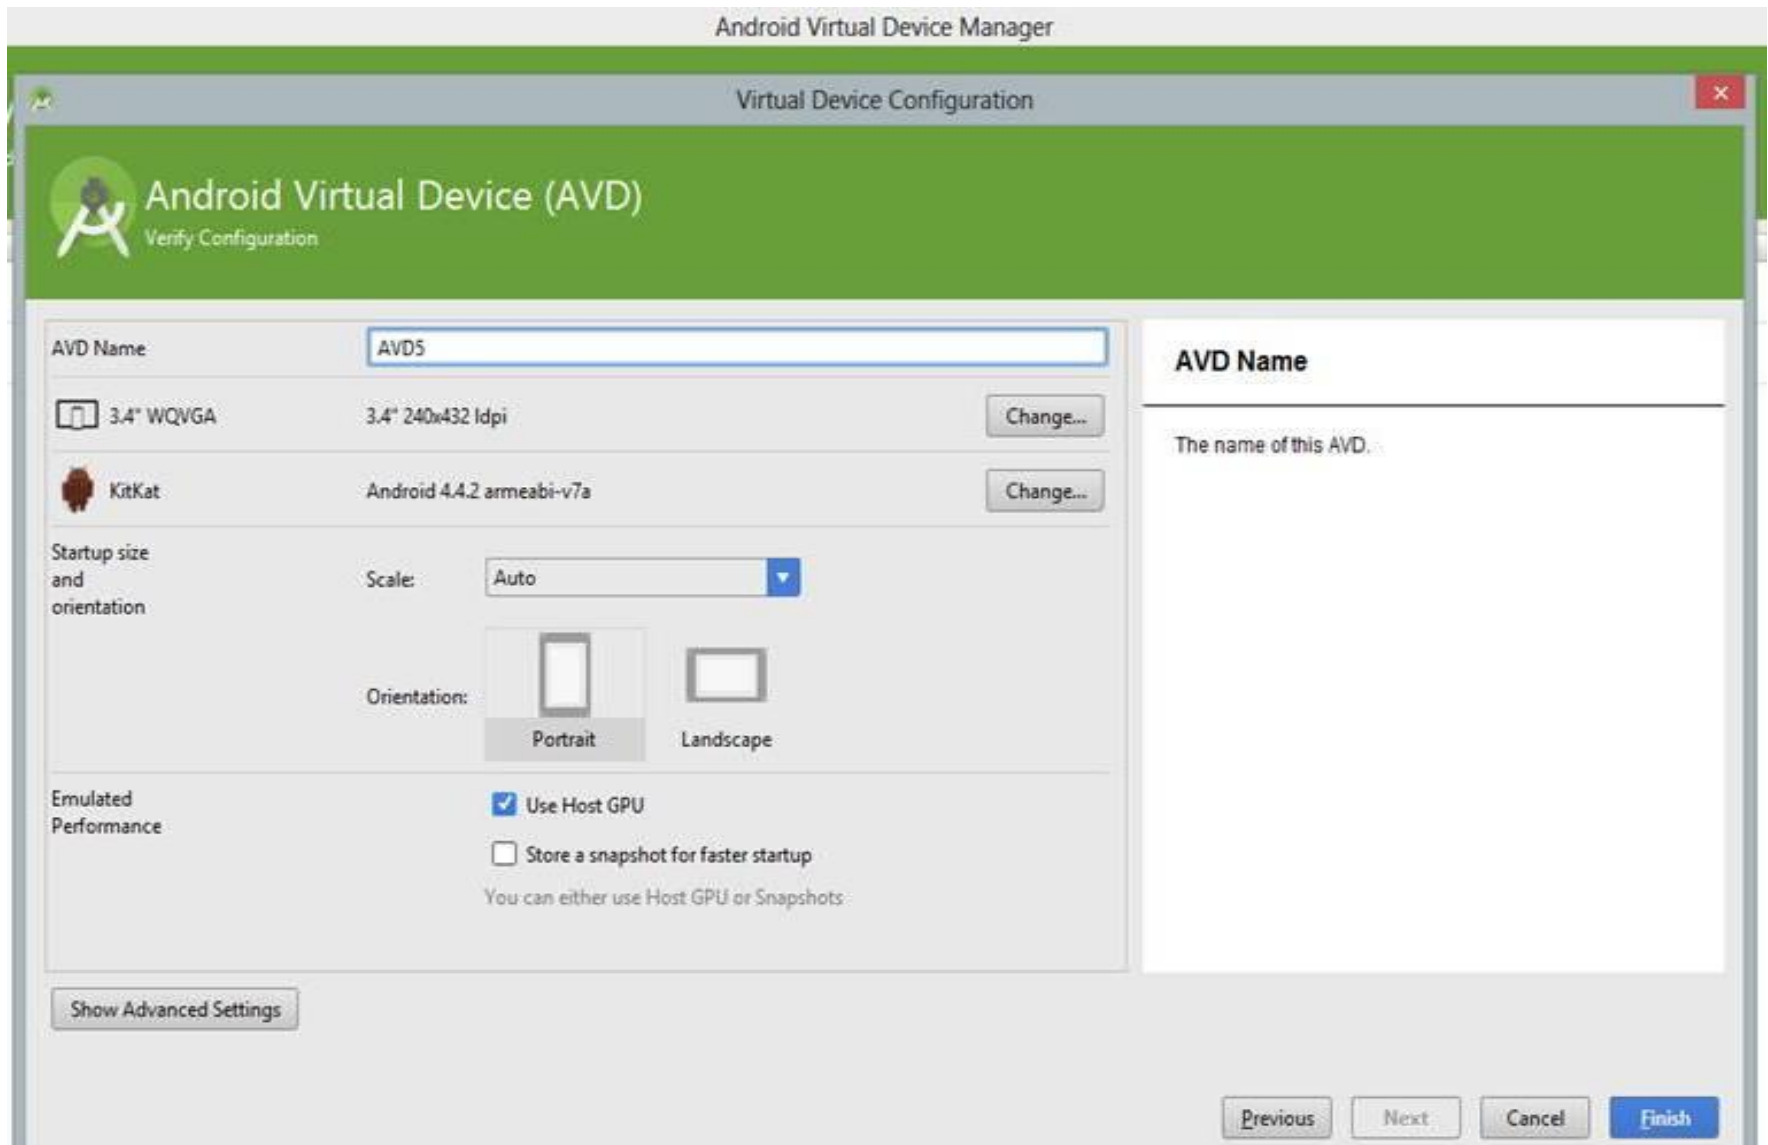 Android Virtual Device Manager
Virtual Device Configuration
Android Virtual Device (AVD)
Verify Configuration
AVD Name
AVD5
3.4" WQVGA
3.4" 240x432 ldpi
Change...
KitKat
Android 4.4.2 armeabi-v7a
Change...
Startup size
and
orientation
Scale:
Auto
Orientation:
Portrait
Landscape
Emulated
Performance
Use Host GPU
Store a snapshot for faster startup
You can either use Host GPU or Snapshots
AVD Name
The name of this AVD.
Show Advanced Settings
Previous
Next
Cancel
Finish